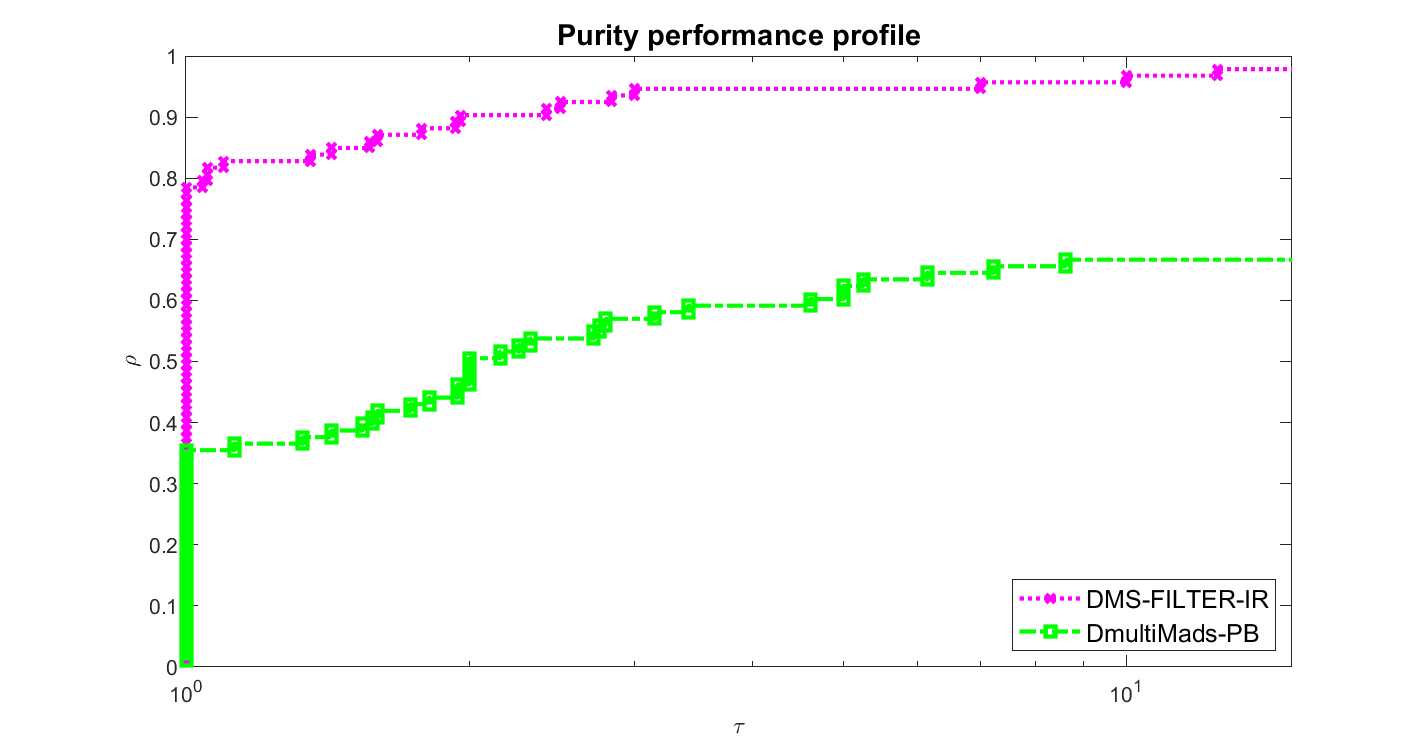 Purity performance profile
1
0.9
0.8
0.7
0.6
0.5
0.4
0.3
0.2
0.1
0
ρ
10⁰
10¹
τ
DMS-FILTER-IR
DmultiMads-PB